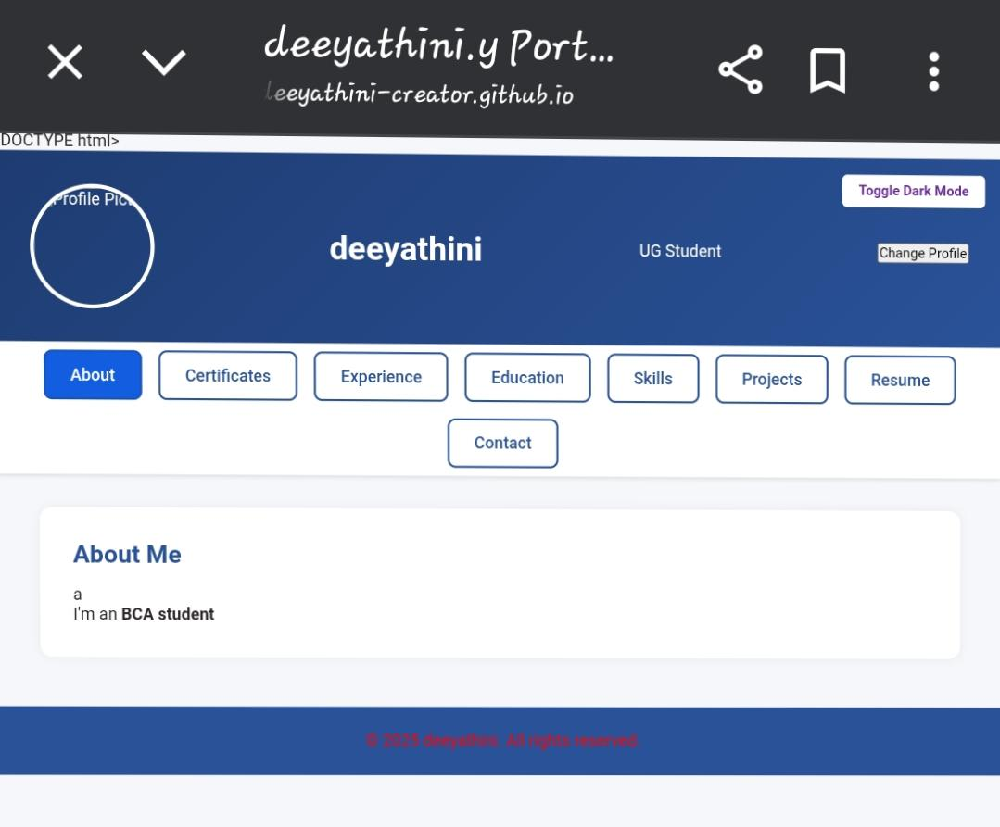 deeyathini.y Port...
leeyathini-creator.github.io
DOCTYPE html>
Profile Pict
Toggle Dark Mode
deeyathini
UG Student
Change Profile
About
Certificates
Experience
Education
Skills
Projects
Resume
Contact
About Me
a
I'm an BCA student
© 2025 deeyathini. All rights reserved.